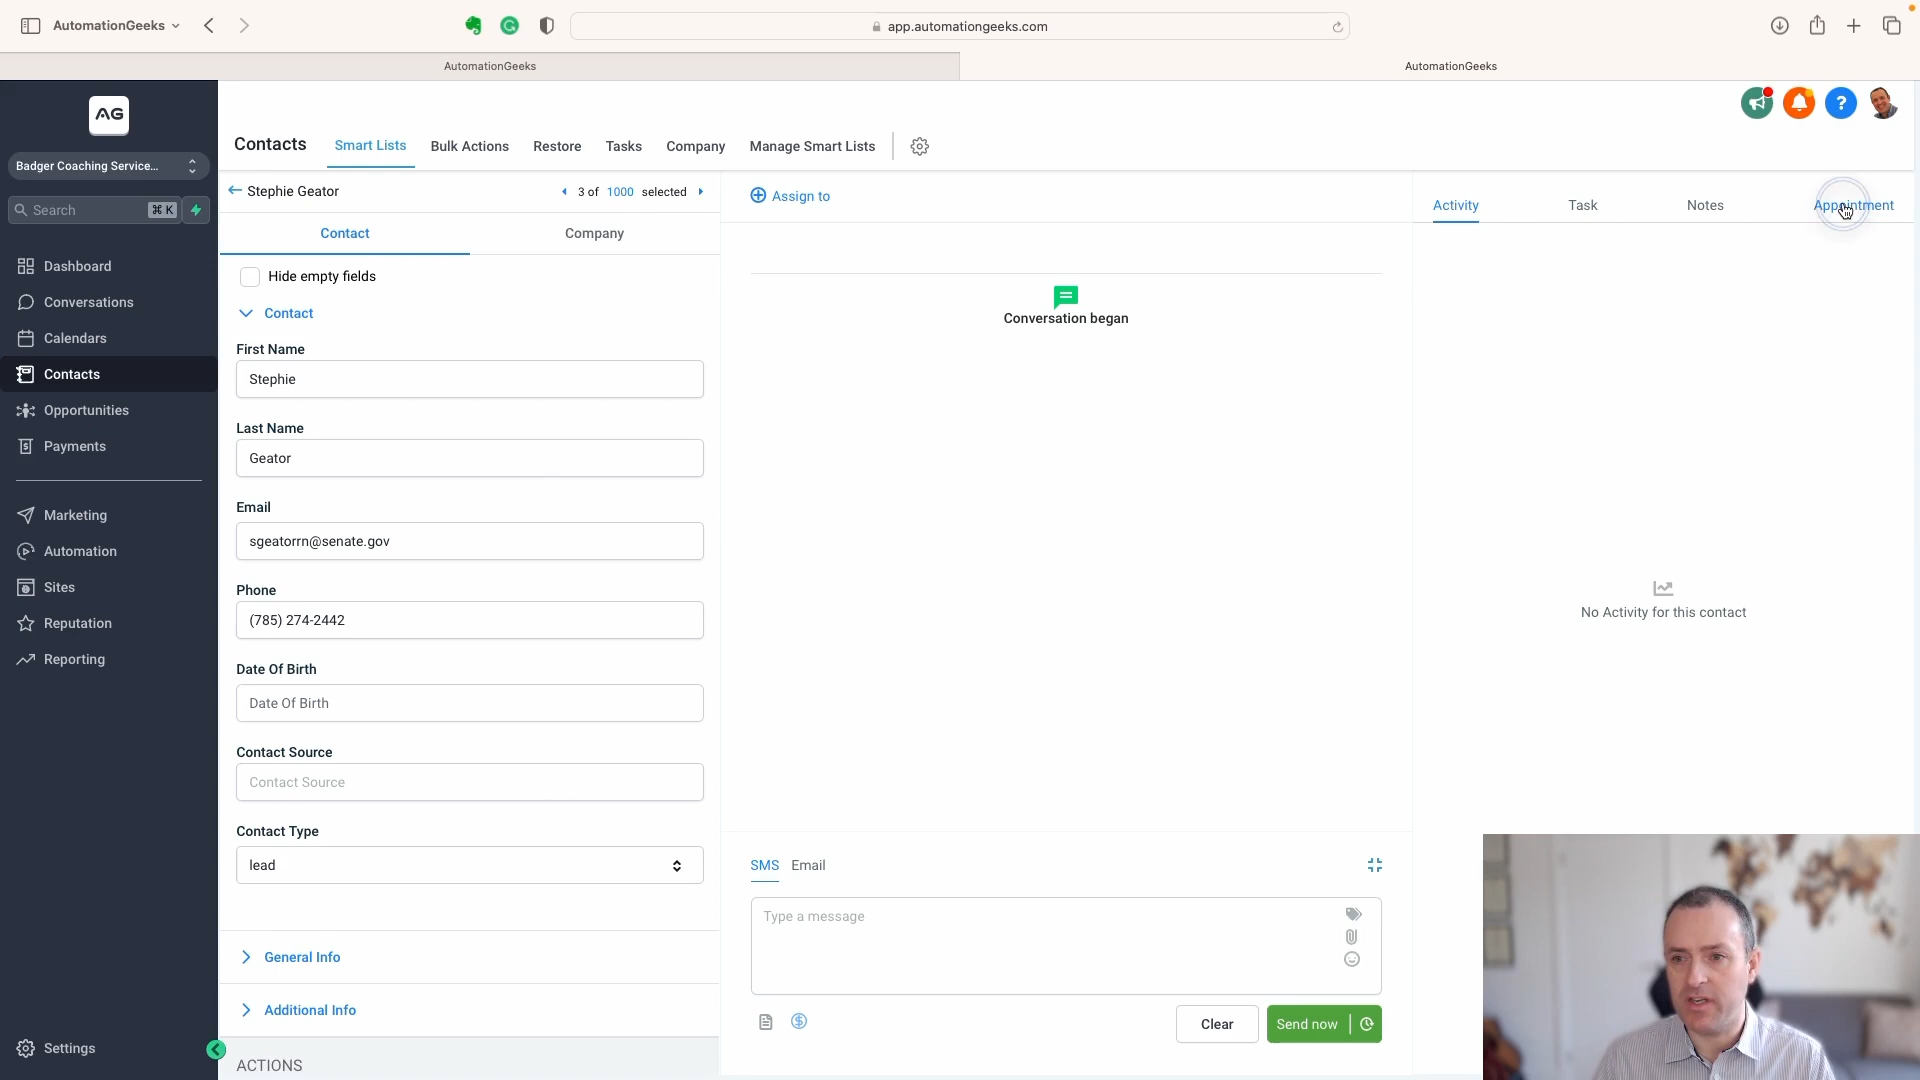 AutomationGeeks
app.automationgeeks.com
AutomationGeeks
AutomationGeeks
AG
Badger Coaching Service...
Search
⌘ K
Dashboard
Conversations
Calendars
Contacts
Opportunities
Payments
Marketing
Automation
Sites
Reputation
Reporting
Settings
Contacts
Smart Lists
Bulk Actions
Restore
Tasks
Company
Manage Smart Lists
?
Stephie Geator
3 of 1000 selected
Contact
Company
Hide empty fields
Contact
First Name
Stephie
Last Name
Geator
Email
sgeatorrn@senate.gov
Phone
(785) 274-2442
Date Of Birth
Date Of Birth
Contact Source
Contact Source
Contact Type
lead
General Info
Additional Info
ACTIONS
Assign to
Conversation began
SMS
Email
Type a message
Clear
Send now
Activity
Task
Notes
Appointment
No Activity for this contact